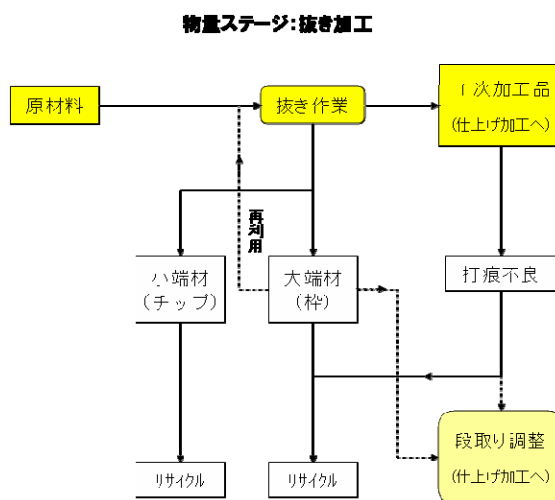 物量ステージ:抜き加工
原材料
抜き作業
1次加工品
(仕上げ加工へ)
再利用
小端材
(チップ)
大端材
(枠)
打痕不良
リサイクル
リサイクル
段取り調整
(仕上げ加工へ)